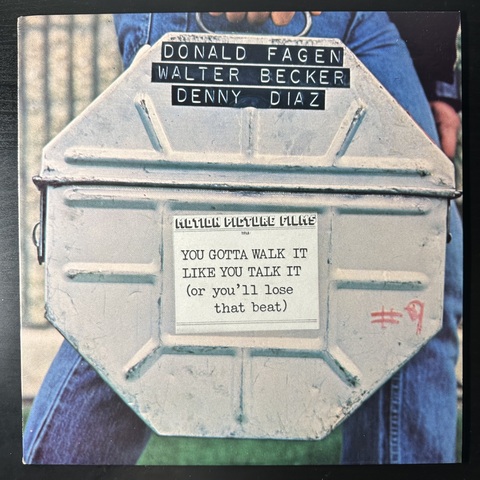 DONALD FAGEN
WALTER BECKER
DENNY DIAZ
MOTION PICTURE FILMS
TITLE
YOU GOTTA WALK IT
LIKE YOU TALK IT
(or you'll lose
that beat)
#9